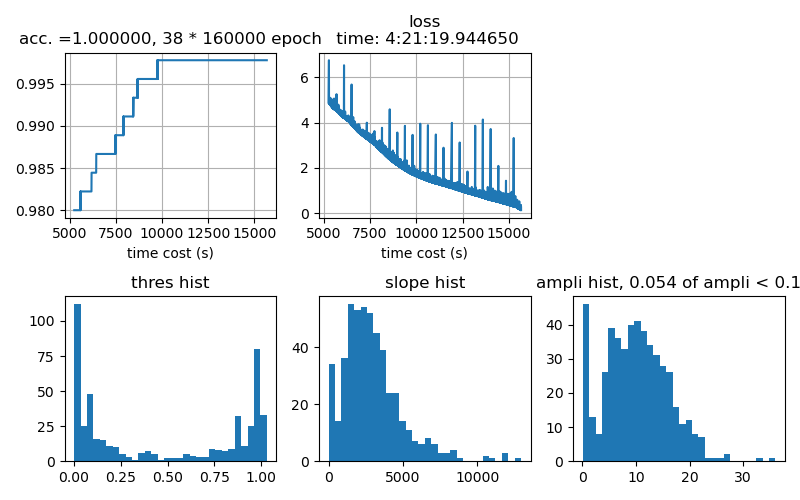 acc. =1.000000, 38 * 160000 epoch
loss
time: 4:21:19.944650
0.995
0.990
0.985
0.980
5000 7500 10000 12500 15000
time cost (s)
6
4
2
0
5000 7500 10000 12500 15000
time cost (s)
thres hist
100
75
50
25
0
0.00 0.25 0.50 0.75 1.00
slope hist
40
20
0
0 5000 10000
ampli hist, 0.054 of ampli < 0.1
40
30
20
10
0
0 10 20 30